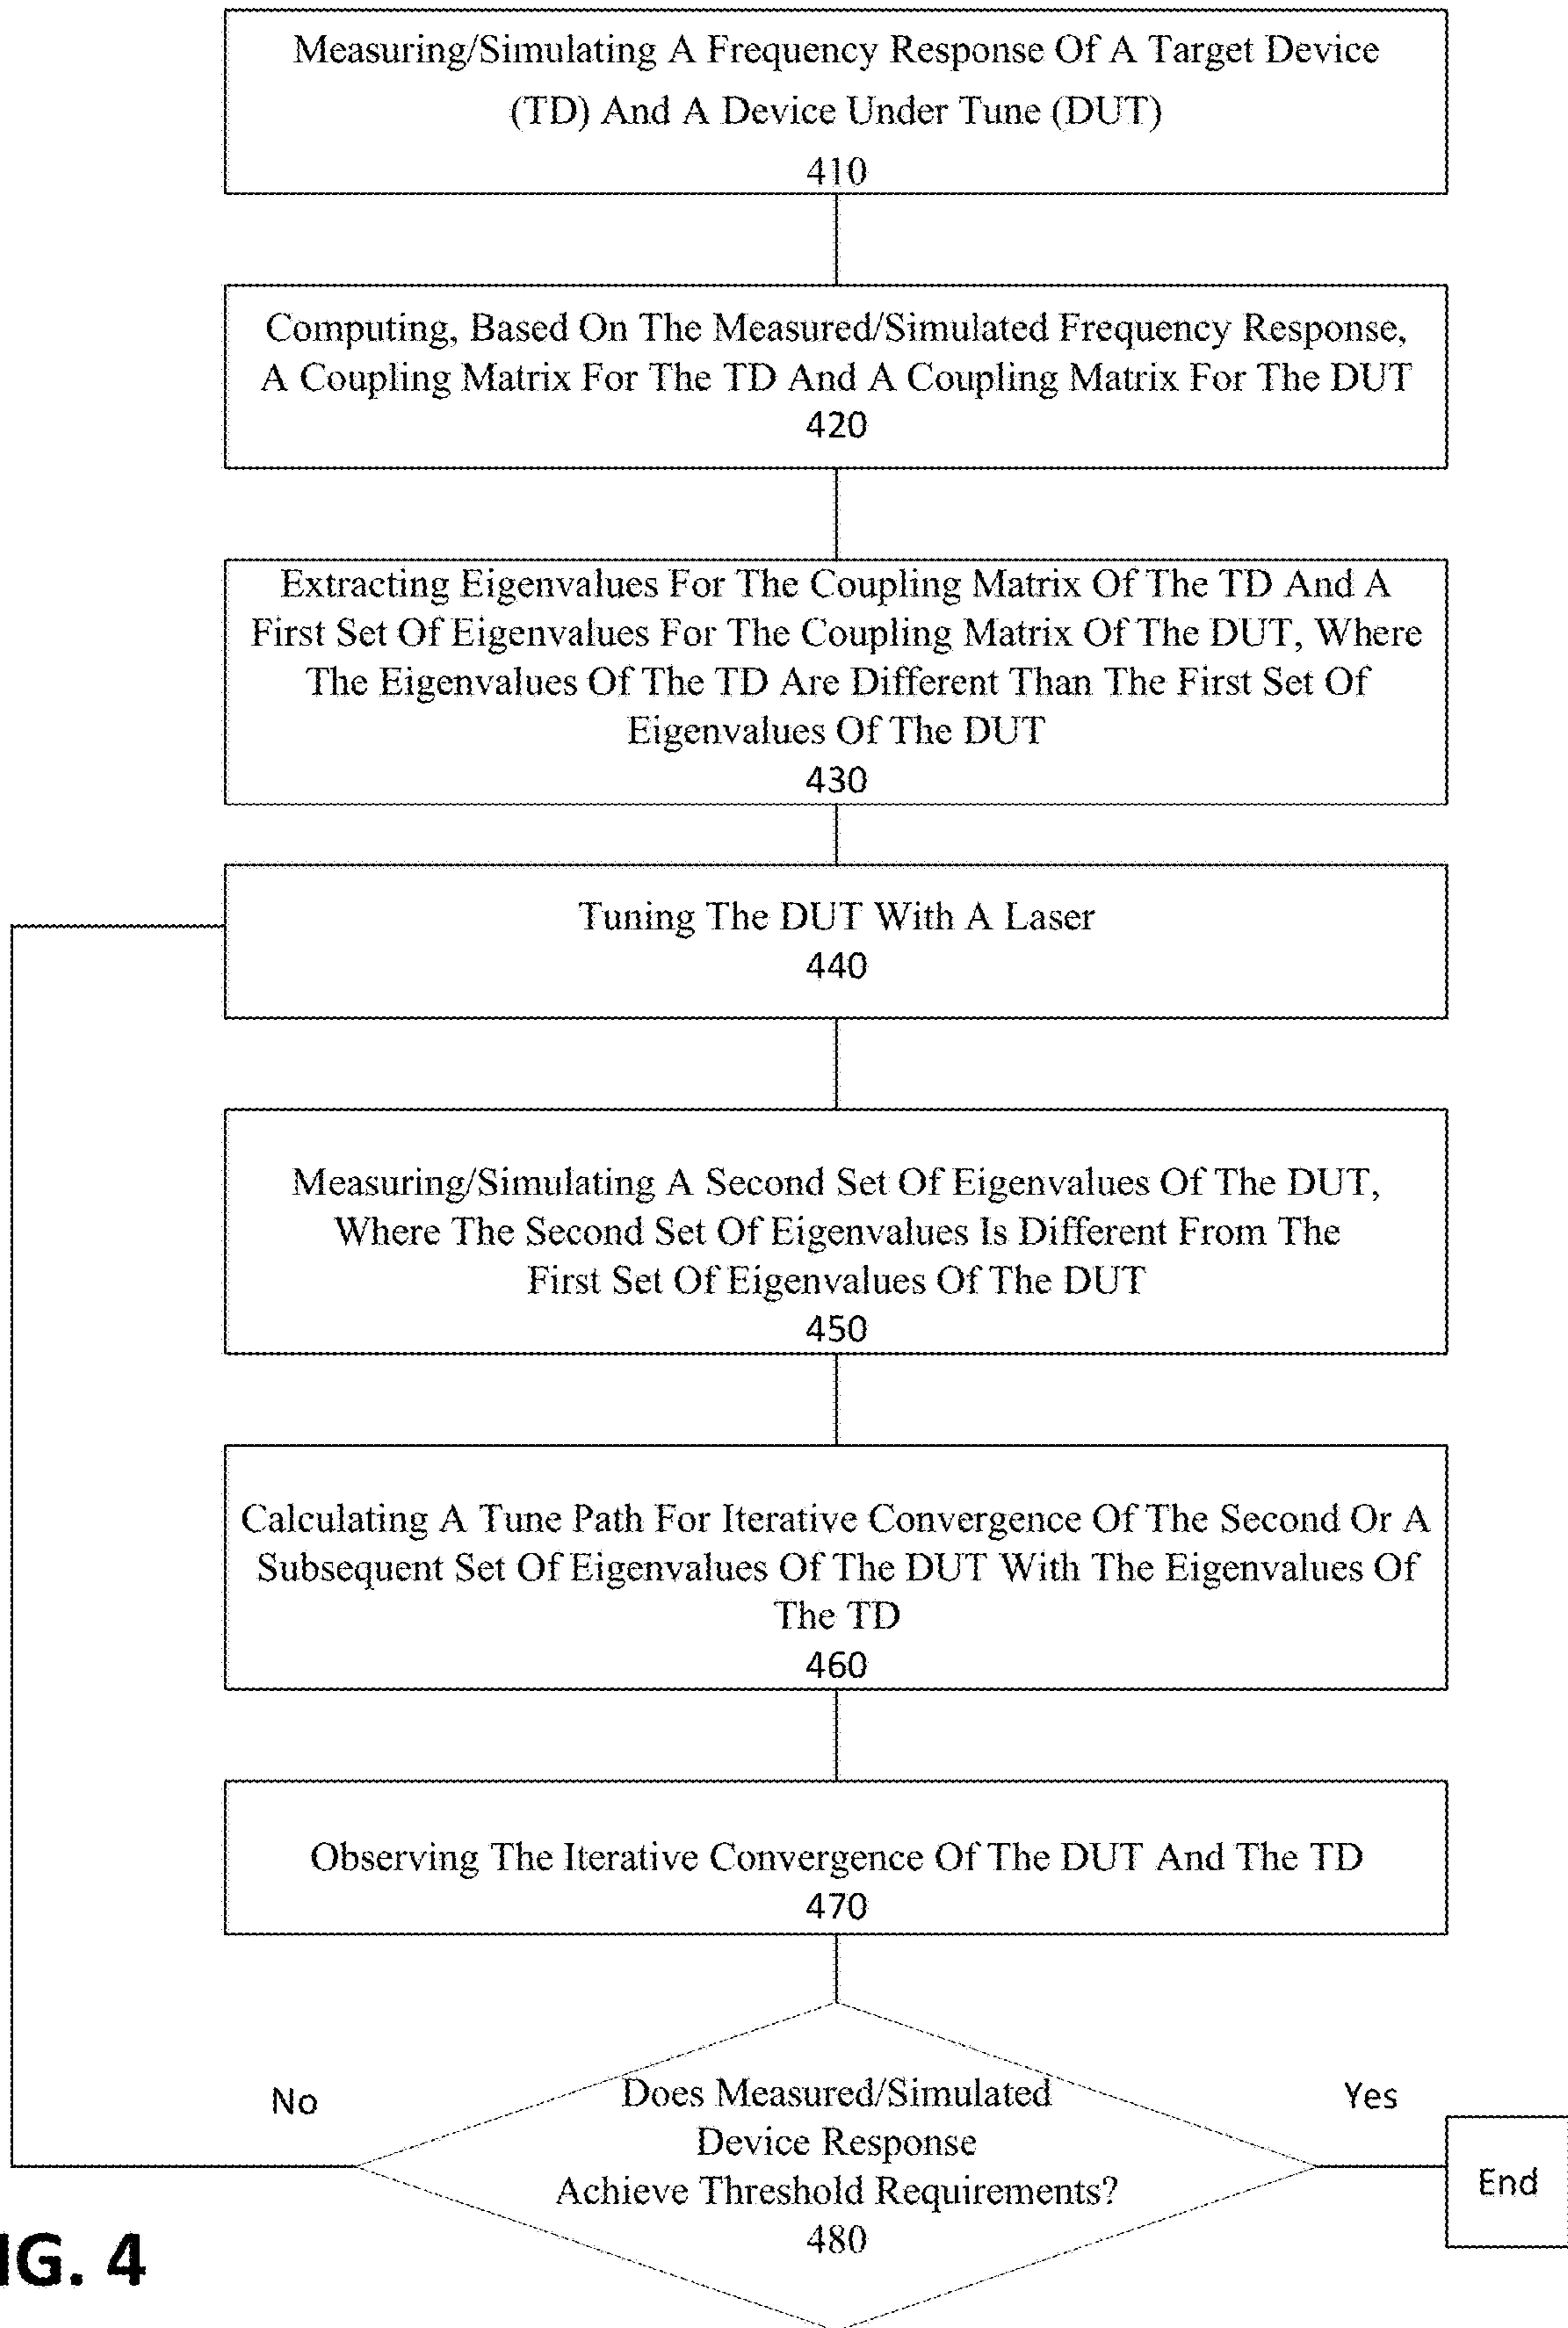 Measuring/Simulating A Frequency Response Of A Target Device
(TD) And A Device Under Tune (DUT)
410
Computing, Based On The Measured/Simulated Frequency Response,
A Coupling Matrix For The TD And A Coupling Matrix For The DUT
420
Extracting Eigenvalues For The Coupling Matrix Of The TD And A
First Set Of Eigenvalues For The Coupling Matrix Of The DUT, Where
The Eigenvalues Of The TD Are Different Than The First Set Of
Eigenvalues Of The DUT
430
Tuning The DUT With A Laser
440
Measuring/Simulating A Second Set Of Eigenvalues Of The DUT,
Where The Second Set Of Eigenvalues Is Different From The
First Set Of Eigenvalues Of The DUT
450
Calculating A Tune Path For Iterative Convergence Of The Second Or A
Subsequent Set Of Eigenvalues Of The DUT With The Eigenvalues Of
The TD
460
Observing The Iterative Convergence Of The DUT And The TD
470
No
Does Measured/Simulated
Device Response
Achieve Threshold Requirements?
480
Yes
End
IG. 4